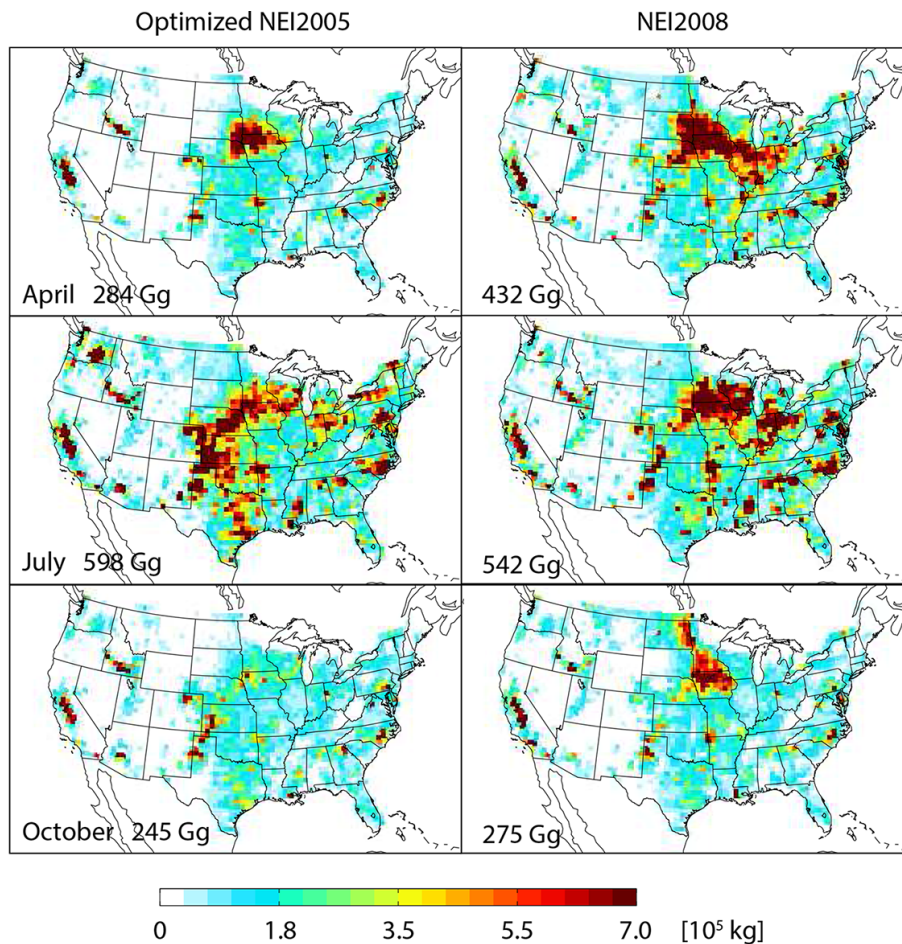 Optimized NEI2005 NEI2008
April 284 Gg 432 Gg
July 598 Gg 542 Gg
October 245 Gg 275 Gg
0 1.8 3.5 5.5 7.0 [10⁵ kg]